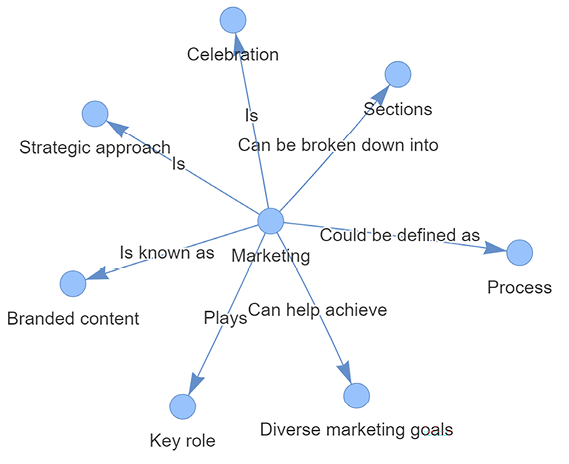 Celebration
Sections
Is
Can be broken down into
Strategic approach
Is
Could be defined as
Is known as
Marketing
Process
Branded content
Plays
Can help achieve
Key role
Diverse marketing goals